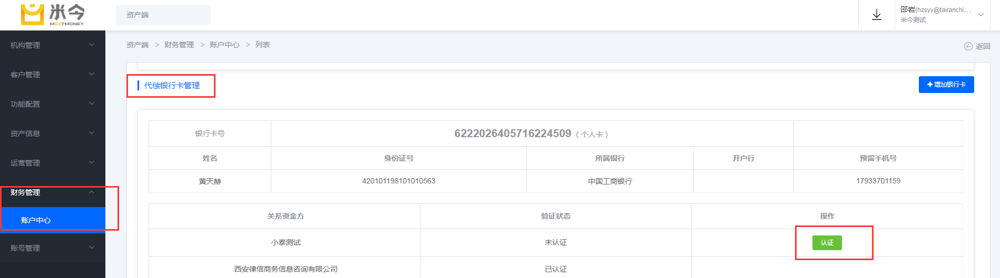 米今
MEETMONEY
资产端
邵岩(hzsyy@tairanchi...
米今测试
机构管理
客户管理
功能配置
资产信息
运营管理
财务管理
账户中心
账号管理
资产端 > 财务管理 > 账户中心 > 列表
返回
代偿银行卡管理
增加银行卡
银行卡号 6222026405716224509 （个人卡）
姓名 身份证号 所属银行 开户行 预留手机号
黄天赫 420101198101010563 中国工商银行 17933701159
关系资金方 验证状态 操作
小泰测试 未认证 认证
西安律信商务信息咨询有限公司 已认证